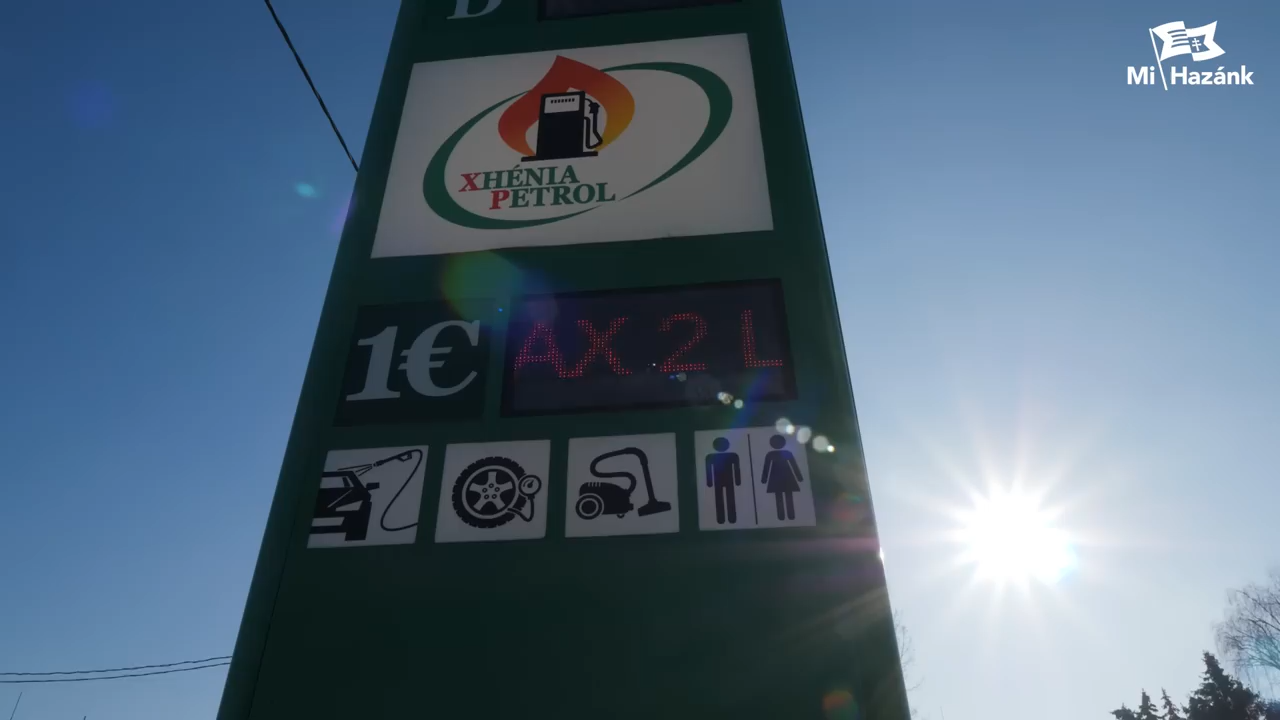 D
Mi Hazánk
XHÉNIA
PETROL
1€ AX 2 L